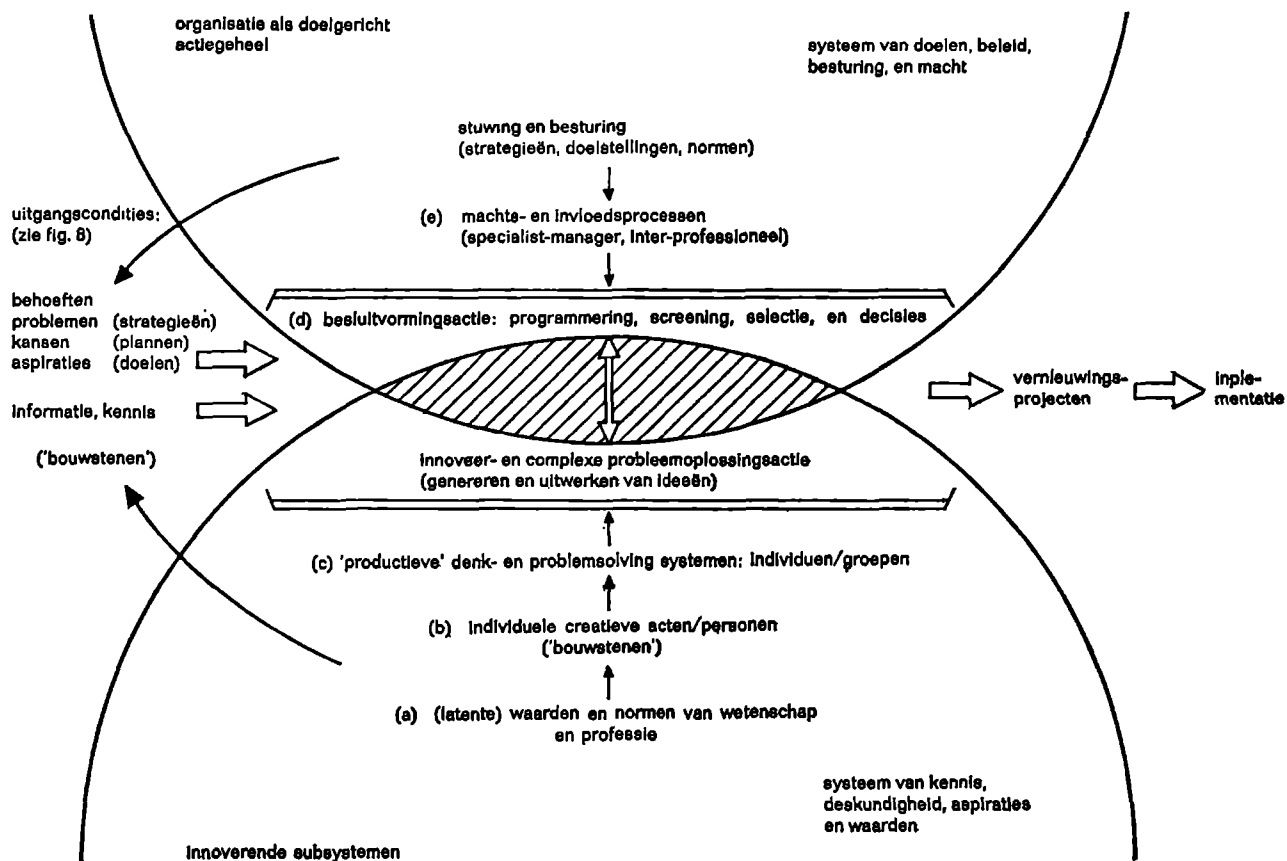 organisatie als doelgericht
actiegeheel
systeem van doelen, beleid,
besturing, en macht
stuwing en besturing
(strategieën, doelstellingen, normen)
uitgangscondities:
(zie fig. 8)
(e) machts- en invloedsprocessen
(specialist-manager, inter-professioneel)
behoeften
problemen (strategieën)
kansen (plannen)
aspiraties (doelen)
(d) besluitvormingsactie: programmering, screening, selectie, en decisies
informatie, kennis
('bouwstenen')
vernieuwings-
projecten
inple-
mentatie
innoveer- en complexe probleemoplossingsactie
(genereren en uitwerken van ideeën)
(c) 'productieve' denk- en problemsolving systemen: individuen/groepen
(b) individuele creatieve acten/personen
('bouwstenen')
(a) (latente) waarden en normen van wetenschap
en professie
systeem van kennis,
deskundigheid, aspiraties
en waarden
innoverende subsystemen